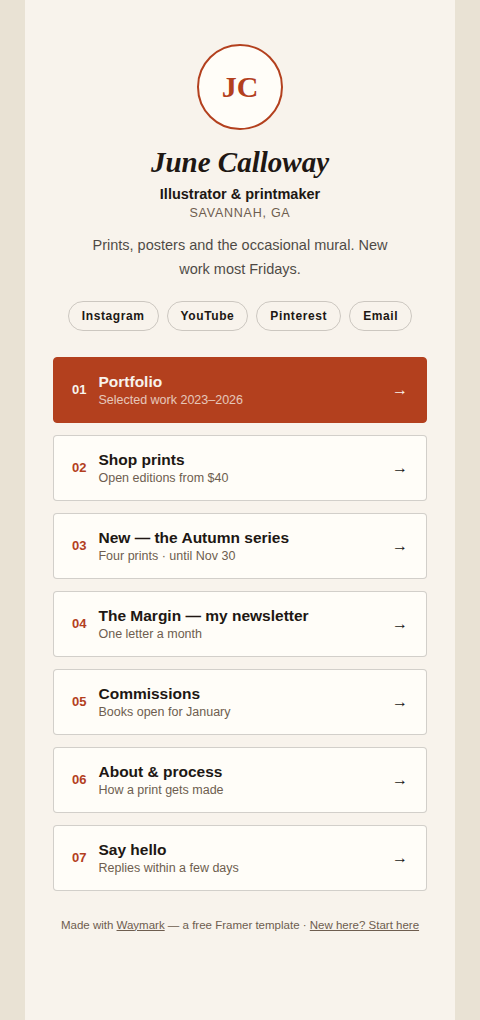 JC
June Calloway
Illustrator & printmaker
SAVANNAH, GA
Prints, posters and the occasional mural. New
work most Fridays.
Instagram YouTube Pinterest Email
01 Portfolio →
Selected work 2023–2026
02 Shop prints →
Open editions from $40
03 New — the Autumn series →
Four prints · until Nov 30
04 The Margin — my newsletter →
One letter a month
05 Commissions →
Books open for January
06 About & process →
How a print gets made
07 Say hello →
Replies within a few days
Made with Waymark — a free Framer template · New here? Start here